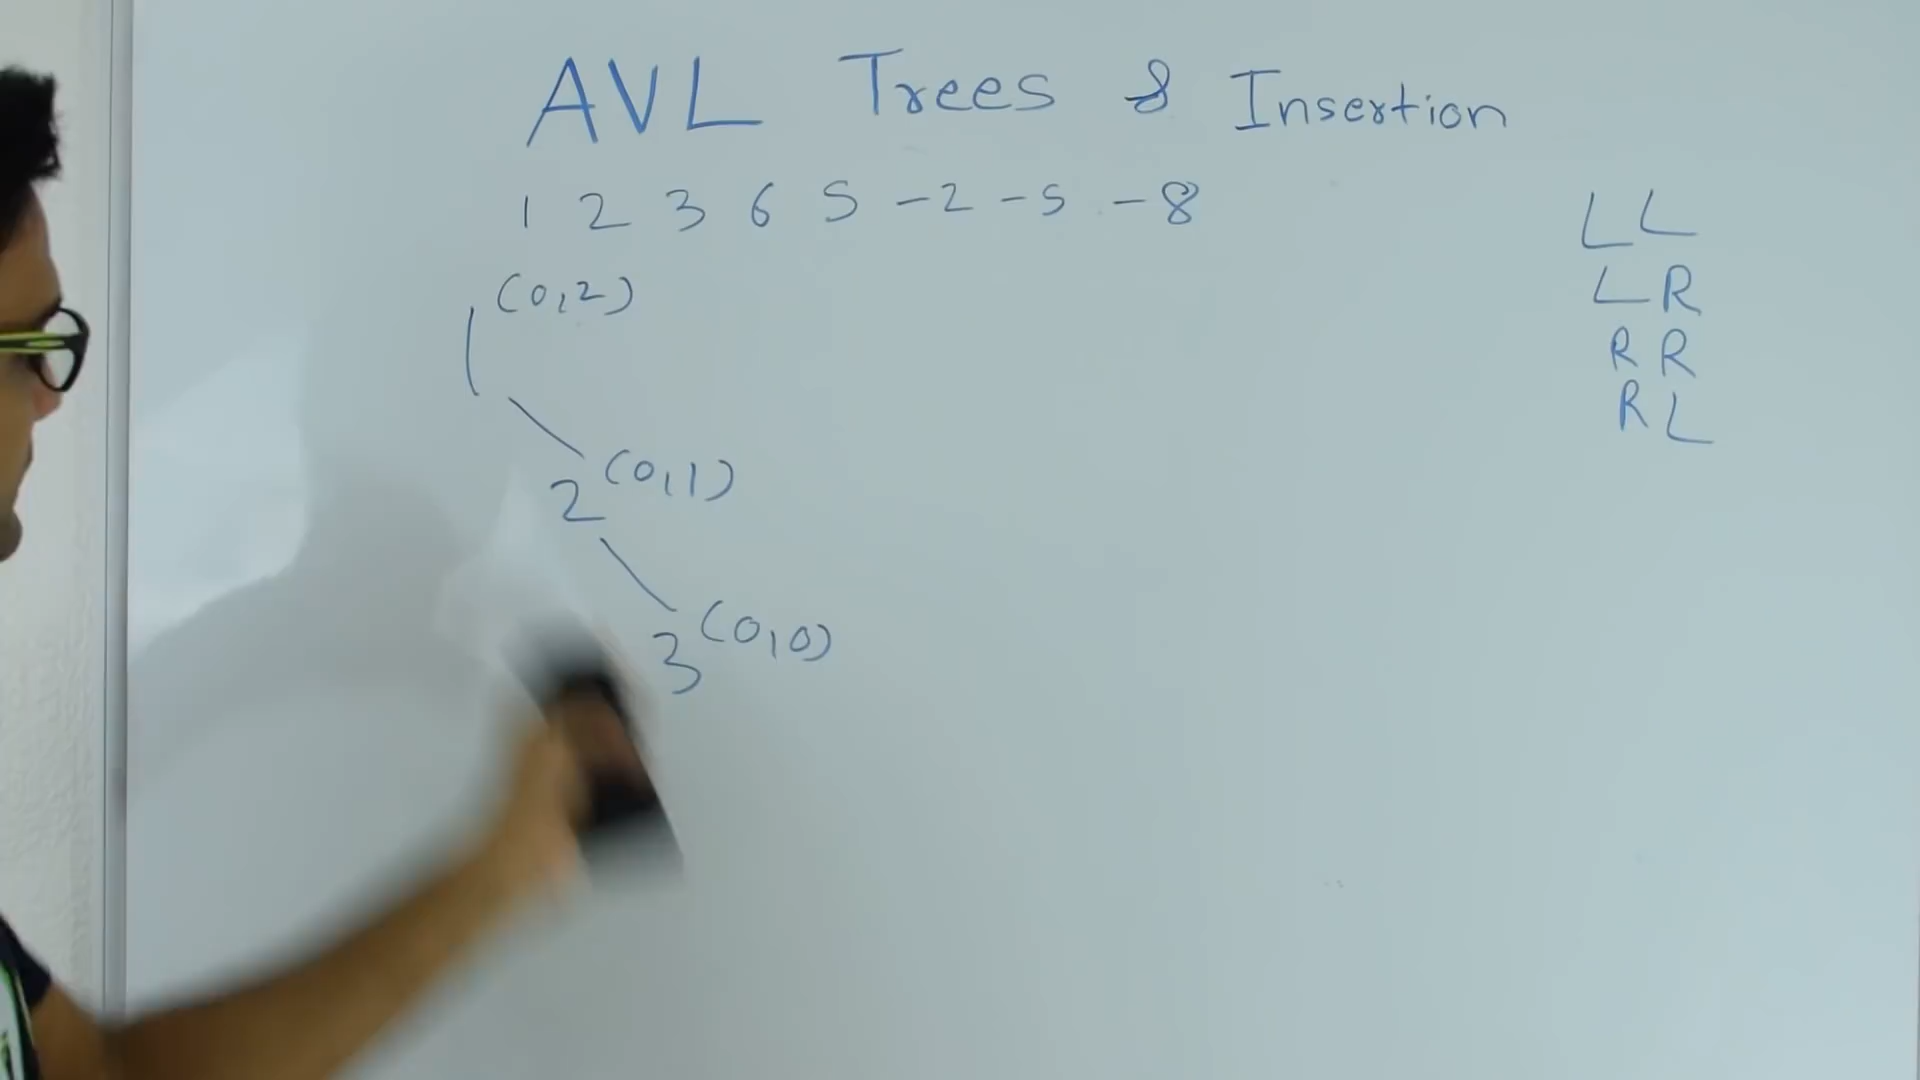 AVL Trees & Insertion
1 2 3 6 5 -2 -5 -8
LL
LR
RR
RL
1 (0,2)
2 (0,1)
3 (0,0)